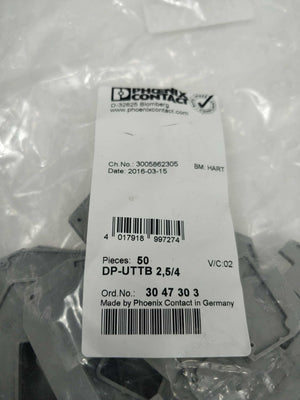 PHOENIX
CONTACT
D-32825 Blomberg
www.phoenixcontact.com
Ch.No.: 3005862305
Date: 2016-03-15
BM: HART
4 017918 997274
Pieces: 50
V/C:02
DP-UTTB 2,5/4
Ord.No.: 30 47 30 3
Made by Phoenix Contact in Germany